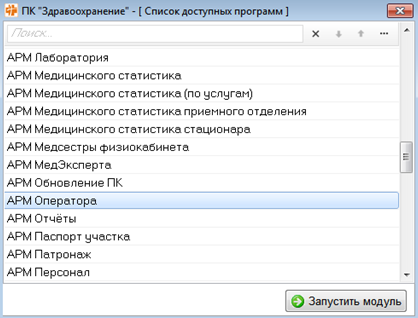 ПК "Здравоохранение" - [ Список доступных программ ]
Поиск...
АРМ Лаборатория
АРМ Медицинского статистика
АРМ Медицинского статистика (по услугам)
АРМ Медицинского статистика приемного отделения
АРМ Медицинского статистика стационара
АРМ Медсестры физиокабинета
АРМ МедЭксперта
АРМ Обновление ПК
АРМ Оператора
АРМ Отчёты
АРМ Паспорт участка
АРМ Патронаж
АРМ Персонал
Запустить модуль